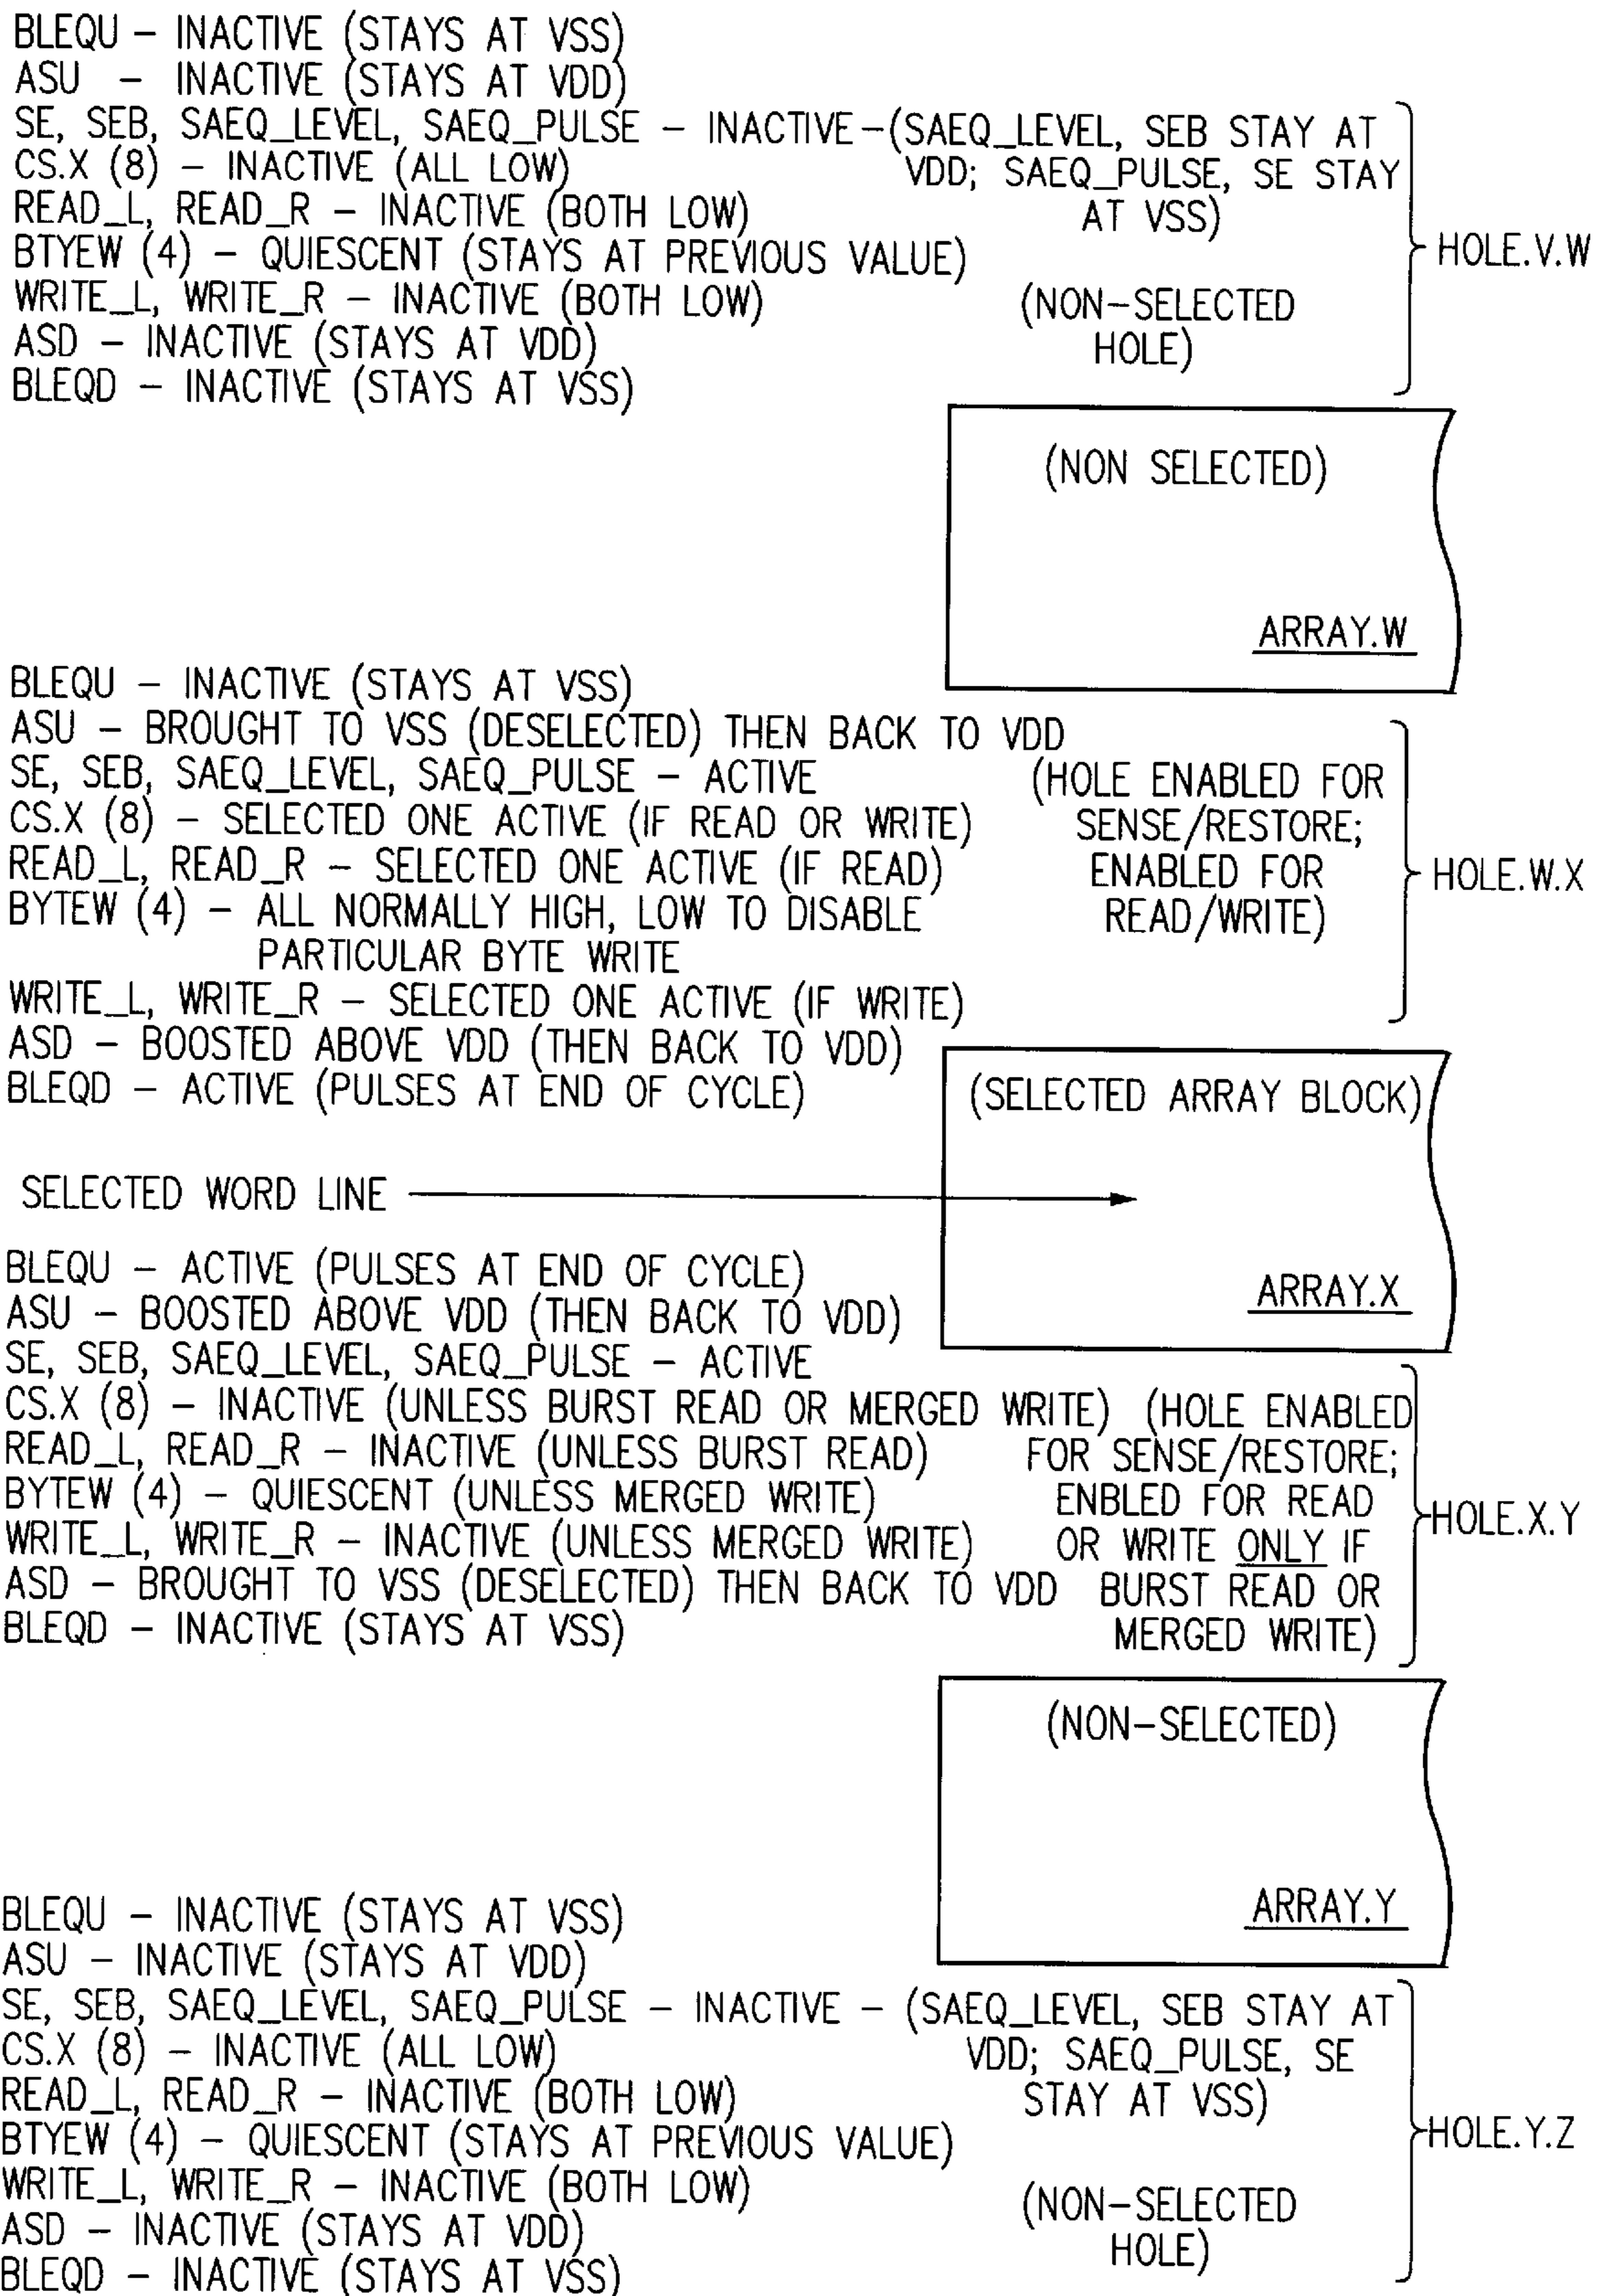 BLEQU – INACTIVE (STAYS AT VSS)
ASU – INACTIVE (STAYS AT VDD)
SE, SEB, SAEQ_LEVEL, SAEQ_PULSE – INACTIVE –(SAEQ_LEVEL, SEB STAY AT
CS.X (8) – INACTIVE (ALL LOW) VDD; SAEQ_PULSE, SE STAY
READ_L, READ_R – INACTIVE (BOTH LOW) AT VSS)
BTYEW (4) – QUIESCENT (STAYS AT PREVIOUS VALUE) HOLE.V.W
WRITE_L, WRITE_R – INACTIVE (BOTH LOW) (NON–SELECTED
ASD – INACTIVE (STAYS AT VDD) HOLE)
BLEQD – INACTIVE (STAYS AT VSS)
(NON SELECTED)
ARRAY.W
BLEQU – INACTIVE (STAYS AT VSS)
ASU – BROUGHT TO VSS (DESELECTED) THEN BACK TO VDD
SE, SEB, SAEQ_LEVEL, SAEQ_PULSE – ACTIVE (HOLE ENABLED FOR
CS.X (8) – SELECTED ONE ACTIVE (IF READ OR WRITE) SENSE/RESTORE;
READ_L, READ_R – SELECTED ONE ACTIVE (IF READ) ENABLED FOR HOLE.W.X
BYTEW (4) – ALL NORMALLY HIGH, LOW TO DISABLE READ/WRITE)
PARTICULAR BYTE WRITE
WRITE_L, WRITE_R – SELECTED ONE ACTIVE (IF WRITE)
ASD – BOOSTED ABOVE VDD (THEN BACK TO VDD)
BLEQD – ACTIVE (PULSES AT END OF CYCLE) (SELECTED ARRAY BLOCK)
SELECTED WORD LINE
BLEQU – ACTIVE (PULSES AT END OF CYCLE)
ARRAY.X
ASU – BOOSTED ABOVE VDD (THEN BACK TO VDD)
SE, SEB, SAEQ_LEVEL, SAEQ_PULSE – ACTIVE
CS.X (8) – INACTIVE (UNLESS BURST READ OR MERGED WRITE) (HOLE ENABLED
READ_L, READ_R – INACTIVE (UNLESS BURST READ) FOR SENSE/RESTORE;
BYTEW (4) – QUIESCENT (UNLESS MERGED WRITE) ENBLED FOR READ HOLE.X.Y
WRITE_L, WRITE_R – INACTIVE (UNLESS MERGED WRITE) OR WRITE ONLY IF
ASD – BROUGHT TO VSS (DESELECTED) THEN BACK TO VDD BURST READ OR
BLEQD – INACTIVE (STAYS AT VSS) MERGED WRITE)
(NON–SELECTED)
ARRAY.Y
BLEQU – INACTIVE (STAYS AT VSS)
ASU – INACTIVE (STAYS AT VDD)
SE, SEB, SAEQ_LEVEL, SAEQ_PULSE – INACTIVE – (SAEQ_LEVEL, SEB STAY AT
CS.X (8) – INACTIVE (ALL LOW) VDD; SAEQ_PULSE, SE
READ_L, READ_R – INACTIVE (BOTH LOW) STAY AT VSS)
BTYEW (4) – QUIESCENT (STAYS AT PREVIOUS VALUE) HOLE.Y.Z
WRITE_L, WRITE_R – INACTIVE (BOTH LOW) (NON–SELECTED
ASD – INACTIVE (STAYS AT VDD) HOLE)
BLEQD – INACTIVE (STAYS AT VSS)